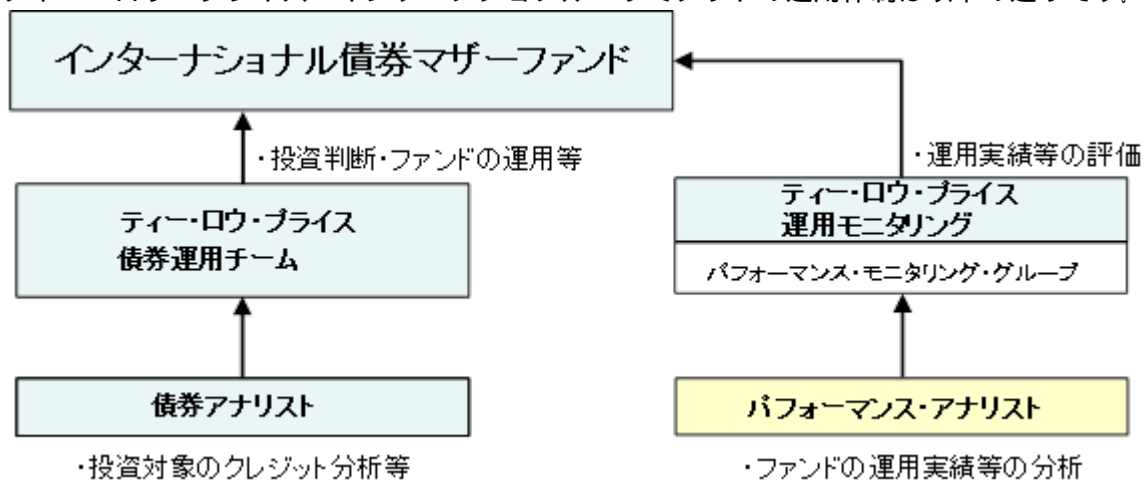 インターナショナル債券マザーファンド
・投資判断・ファンドの運用等
・運用実績等の評価
ティー・ロウ・プライス
債券運用チーム
ティー・ロウ・プライス
運用モニタリング
パフォーマンス・モニタリング・グループ
債券アナリスト
パフォーマンス・アナリスト
・投資対象のクレジット分析等
・ファンドの運用実績等の分析